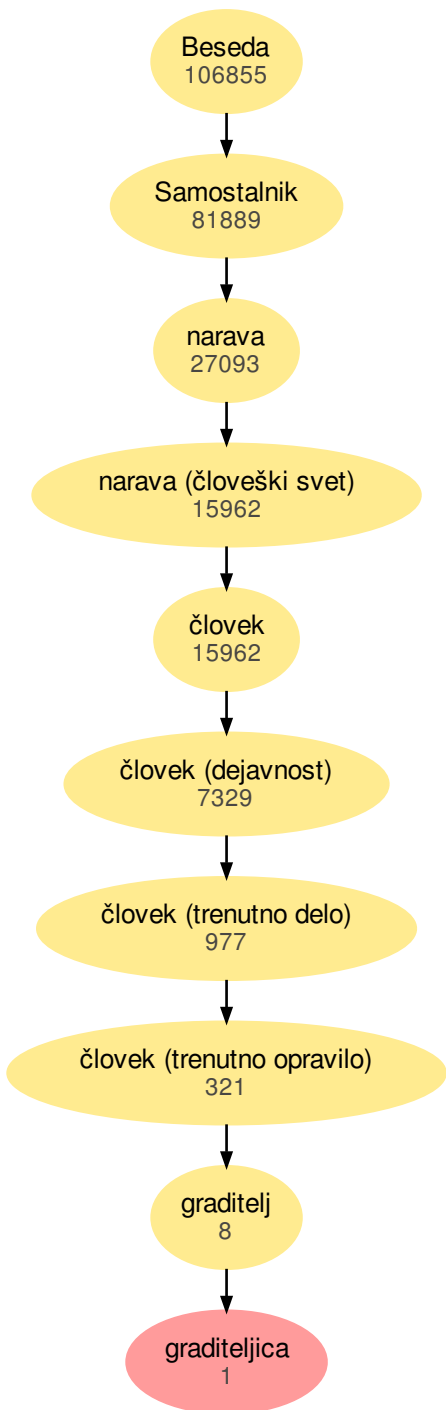 Beseda
106855
Samostalnik
81889
narava
27093
narava (človeški svet)
15962
človek
15962
človek (dejavnost)
7329
človek (trenutno delo)
977
človek (trenutno opravilo)
321
graditelj
8
graditeljica
1